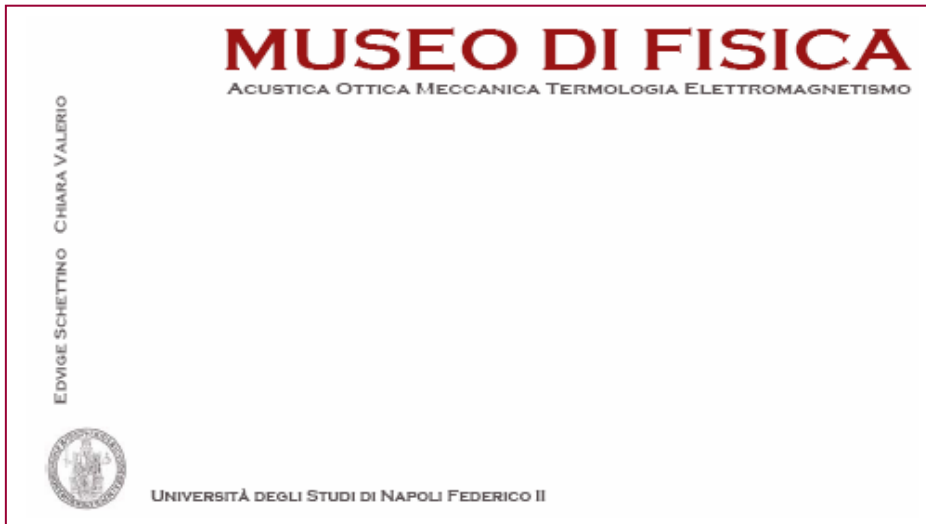 MUSEO DI FISICA
ACUSTICA OTTICA MECCANICA TERMOLOGIA ELETTROMAGNETISMO
EDVIGE SCHETTINO CHIARA VALERIO
UNIVERSITÀ DEGLI STUDI DI NAPOLI FEDERICO II